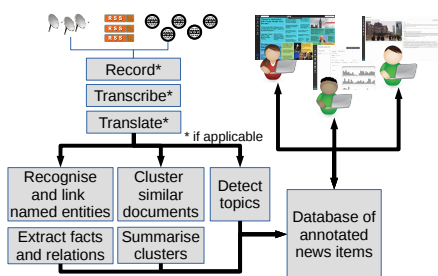 RSS
RSS
RSS
Record*
Transcribe*
Translate*
* if applicable
Recognise
and link
named entities
Cluster
similar
documents
Detect
topics
Extract facts
and relations
Summarise
clusters
Database of
annotated
news items